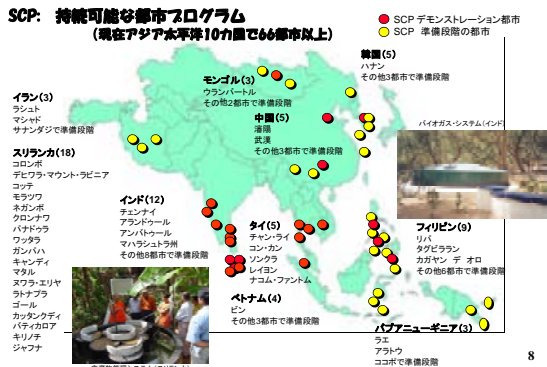 SCP: 持続可能な都市プログラム
(現在アジア太平洋10カ国で66都市以上)
SCP デモンストレーション都市
SCP 準備段階の都市
韓国(5)
ハナン
その他3都市で準備段階
モンゴル(3)
ウランバートル
その他2都市で準備段階
中国(5)
瀋陽
武漢
その他3都市で準備段階
イラン(3)
ラシュト
マシャド
サナンダジで準備段階
バイオガス・システム(インド)
スリランカ(18)
コロンボ
デヒワラ・マウント・ラビニア
コッテ
モラツワ
ネガンボ
クロンナワ
パナドゥラ
ワッタラ
ガンパハ
キャンディ
マタル
ヌワラ・エリヤ
ラトナプラ
ゴール
カッタンクディ
バティカロア
キリノチ
ジャフナ
インド(12)
チェンナイ
アランドゥール
アンバトゥール
マハラシュトラ州
その他8都市で準備段階
タイ(5)
チャン・ライ
コン・カン
ソンクラ
レイヨン
ナコム・ファントム
フィリピン(9)
リパ
タグビララン
カガヤン デ オロ
その他6都市で準備段階
ベトナム(4)
ビン
その他3都市で準備段階
パプアニューギニア(3)
ラエ
アラトウ
ココポで準備段階
8